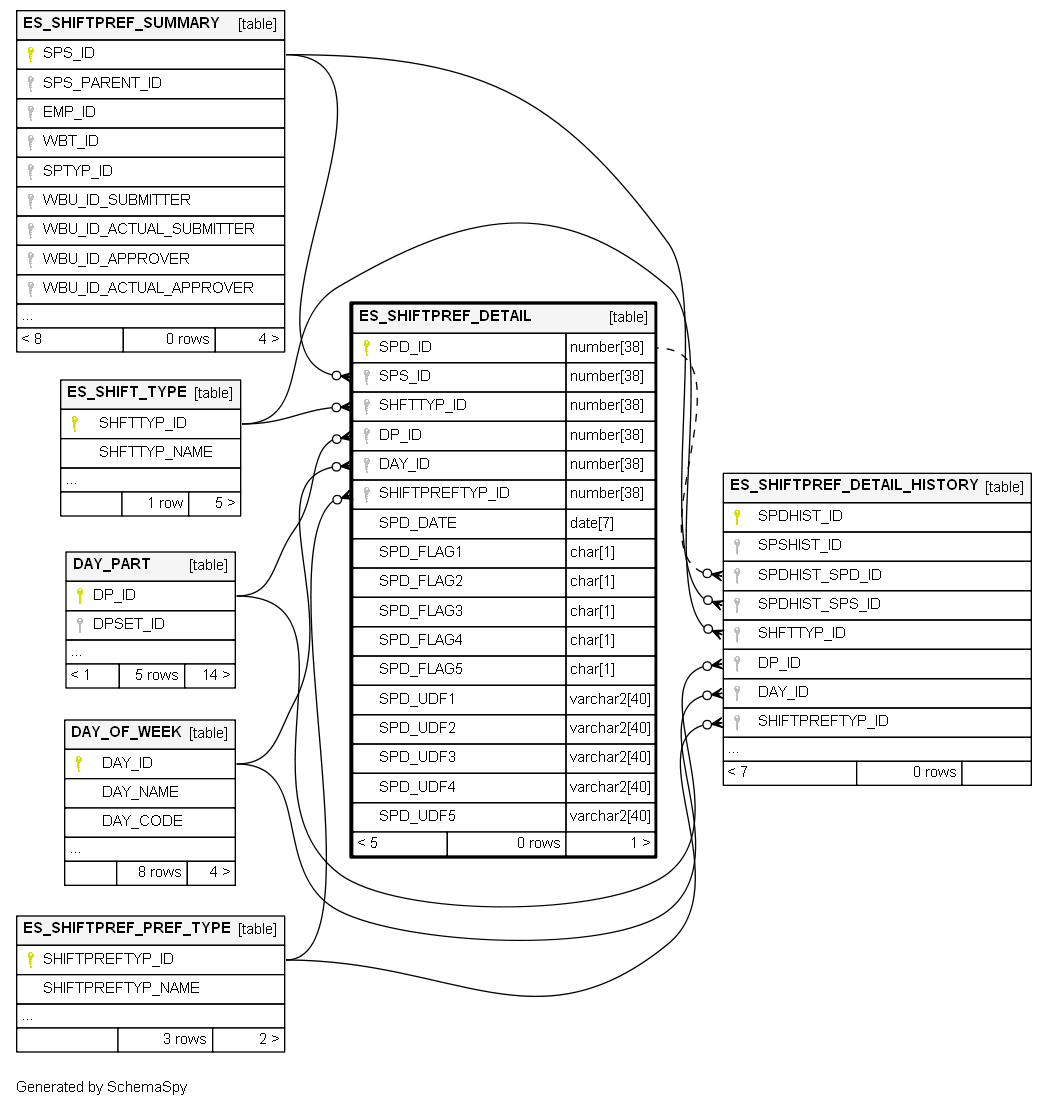 ES_SHIFTPREF_SUMMARY [table]
SPS_ID
SPS_PARENT_ID
EMP_ID
WBT_ID
SPTYP_ID
WBU_ID_SUBMITTER
WBU_ID_ACTUAL_SUBMITTER
WBU_ID_APPROVER
WBU_ID_ACTUAL_APPROVER
...
< 8 0 rows 4 >
ES_SHIFT_TYPE [table]
SHFTTYP_ID
SHFTTYP_NAME
...
1 row 5 >
DAY_PART [table]
DP_ID
DPSET_ID
...
< 1 5 rows 14 >
DAY_OF_WEEK [table]
DAY_ID
DAY_NAME
DAY_CODE
...
8 rows 4 >
ES_SHIFTPREF_PREF_TYPE [table]
SHIFTPREFTYP_ID
SHIFTPREFTYP_NAME
...
3 rows 2 >
ES_SHIFTPREF_DETAIL [table]
SPD_ID number[38]
SPS_ID number[38]
SHFTTYP_ID number[38]
DP_ID number[38]
DAY_ID number[38]
SHIFTPREFTYP_ID number[38]
SPD_DATE date[7]
SPD_FLAG1 char[1]
SPD_FLAG2 char[1]
SPD_FLAG3 char[1]
SPD_FLAG4 char[1]
SPD_FLAG5 char[1]
SPD_UDF1 varchar2[40]
SPD_UDF2 varchar2[40]
SPD_UDF3 varchar2[40]
SPD_UDF4 varchar2[40]
SPD_UDF5 varchar2[40]
< 5 0 rows 1 >
ES_SHIFTPREF_DETAIL_HISTORY [table]
SPDHIST_ID
SPSHIST_ID
SPDHIST_SPD_ID
SPDHIST_SPS_ID
SHFTTYP_ID
DP_ID
DAY_ID
SHIFTPREFTYP_ID
...
< 7 0 rows
Generated by SchemaSpy